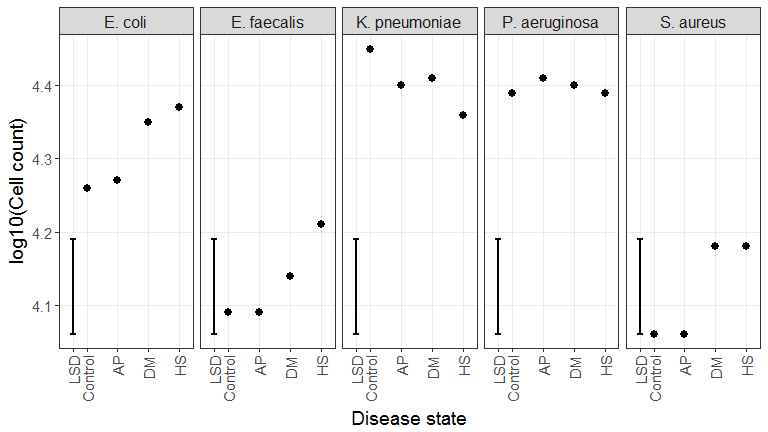 E. coli E. faecalis K. pneumoniae P. aeruginosa S. aureus
log10(Cell count)
4.4
4.3
4.2
4.1
LSD Control AP DM HS LSD Control AP DM HS LSD Control AP DM HS LSD Control AP DM HS LSD Control AP DM HS
Disease state